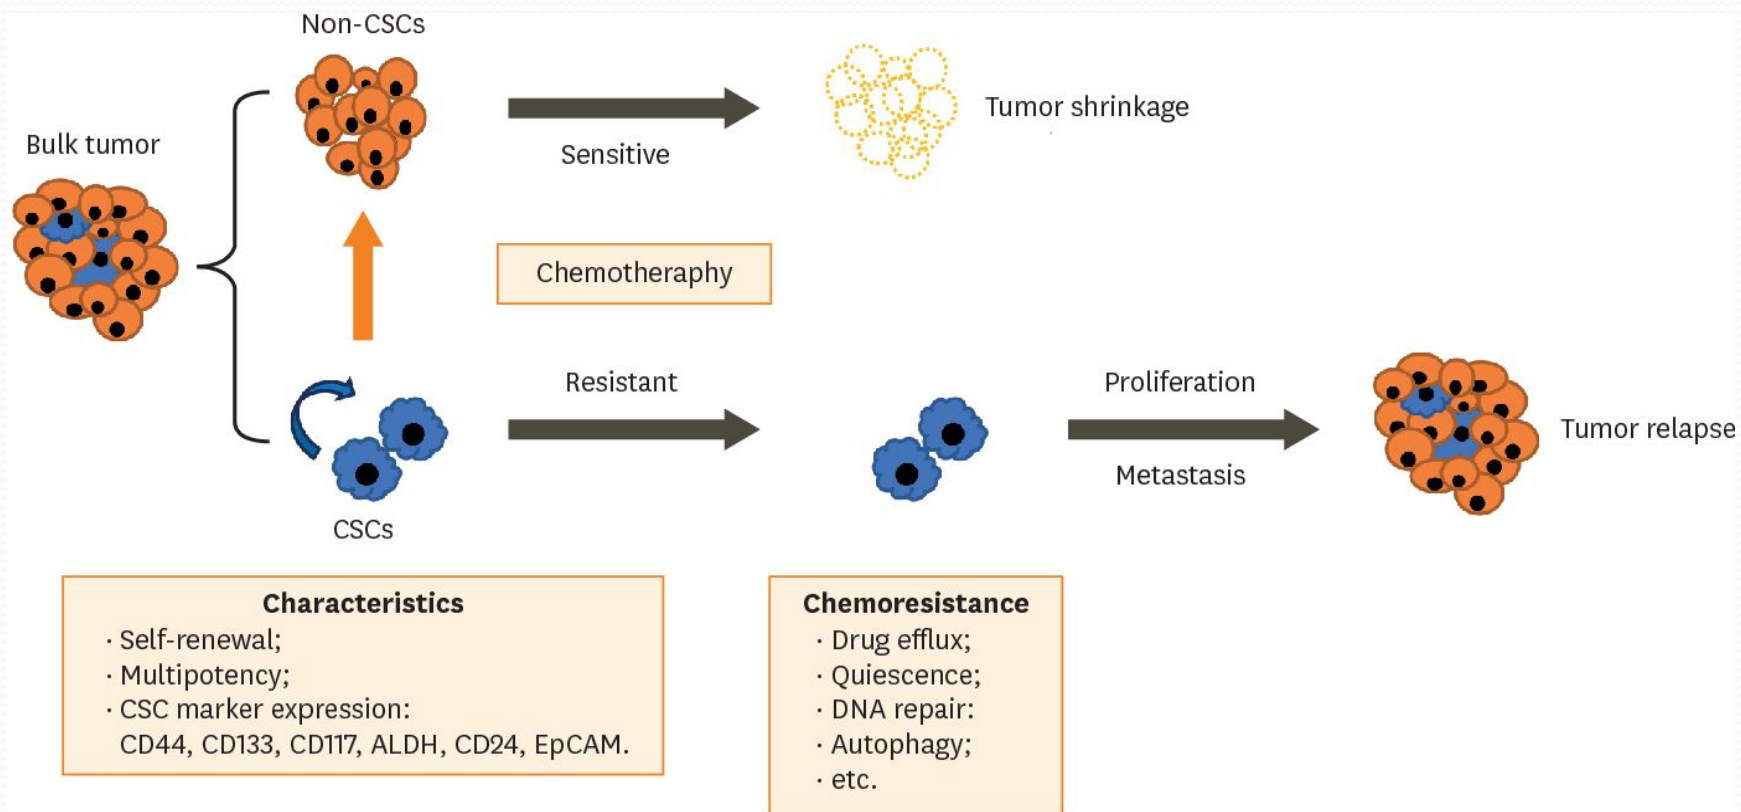 Non-CSCs
Bulk tumor
Sensitive
Tumor shrinkage
Chemotheraphy
Resistant
Proliferation
Metastasis
Tumor relapse
CSCs
Characteristics
· Self-renewal;
· Multipotency;
· CSC marker expression:
CD44, CD133, CD117, ALDH, CD24, EpCAM.
Chemoresistance
· Drug efflux;
· Quiescence;
· DNA repair:
· Autophagy;
· etc.